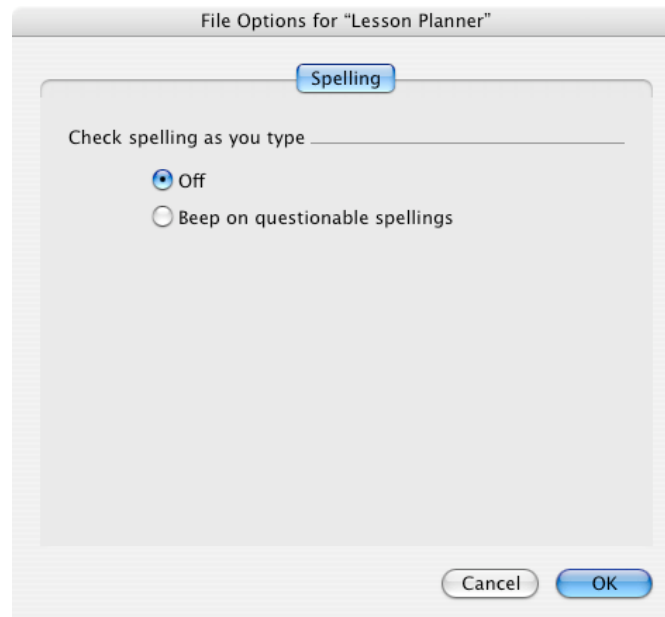 File Options for “Lesson Planner”
Spelling
Check spelling as you type
Off
Beep on questionable spellings
Cancel OK